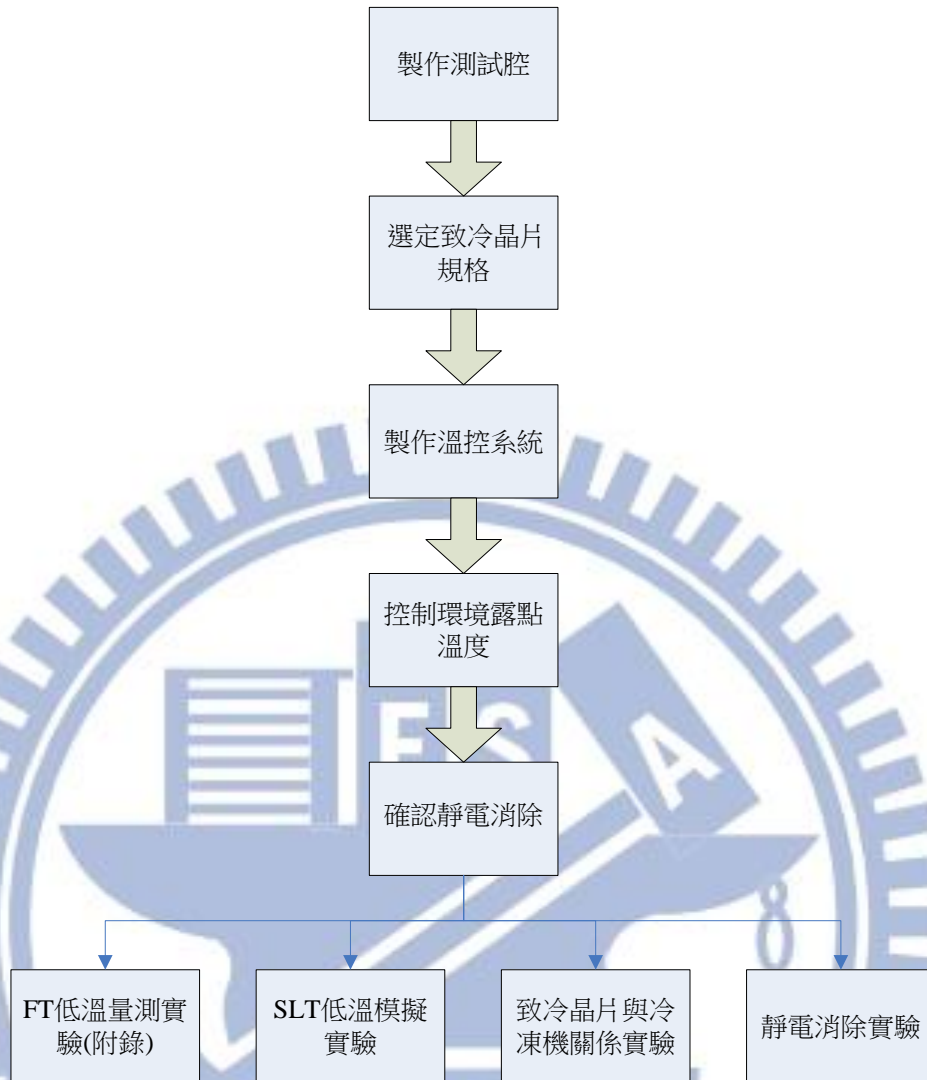 製作測試腔
選定致冷晶片
規格
製作溫控系統
控制環境露點
溫度
E S
A
確認靜電消除
8
FT低溫量測實
驗(附錄)
SLT低溫模擬
實驗
致冷晶片與冷
凍機關係實驗
靜電消除實驗